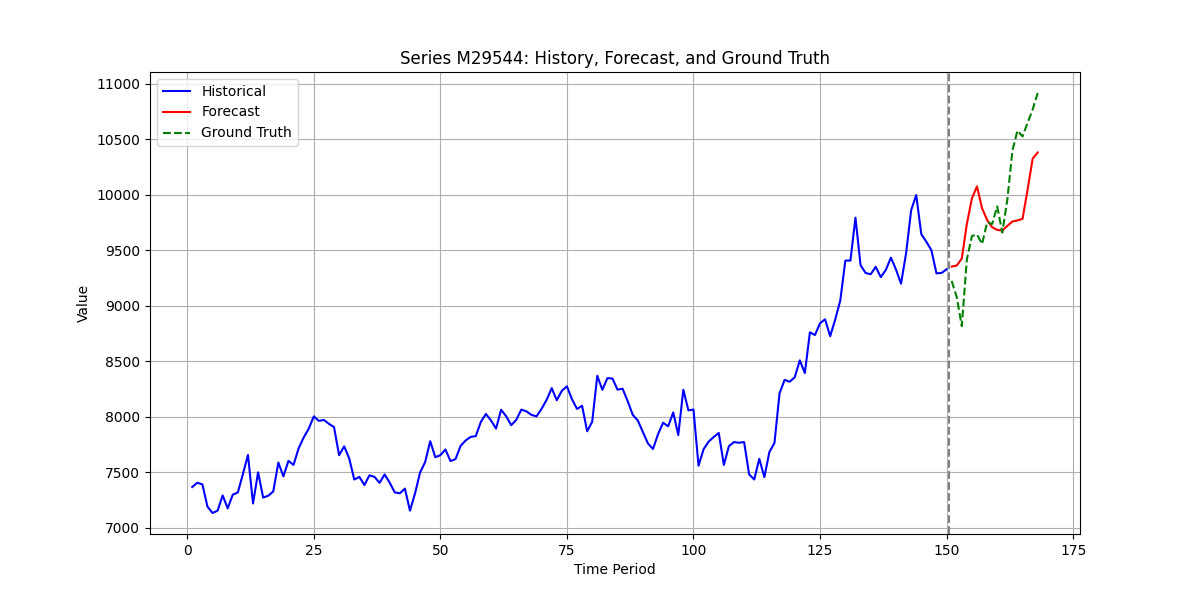 Series M29544: History, Forecast, and Ground Truth
Historical
Forecast
Ground Truth
11000
10500
10000
9500
9000
8500
8000
7500
7000
Value
0 25 50 75 100 125 150 175
Time Period